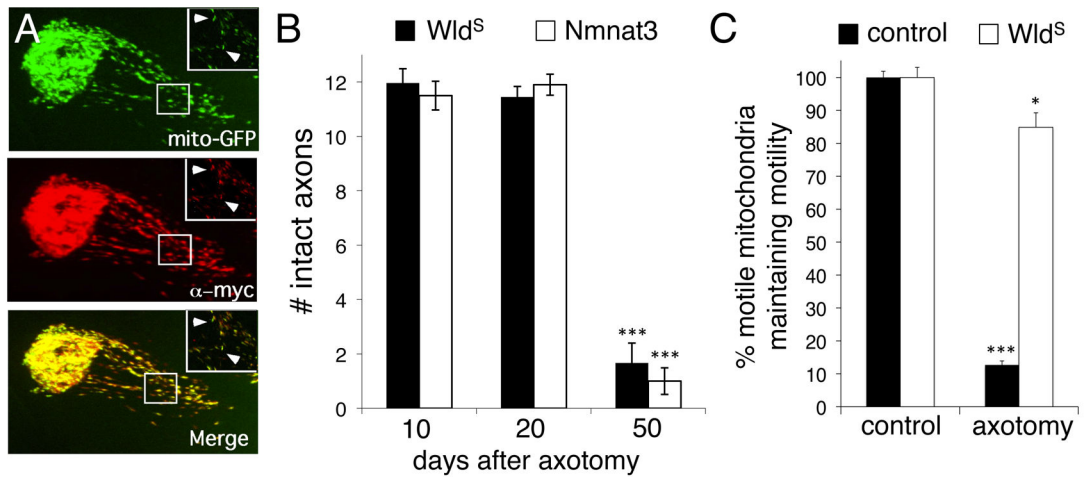 A
mito-GFP
α-myc
Merge
B
Wldˢ Nmnat3
# intact axons
12
10
8
6
4
2
0
*** ***
10 20 50
days after axotomy
C
control Wldˢ
% motile mitochondria
maintaining motility
100
90
80
70
60
50
40
30
20
10
0
*
***
control axotomy